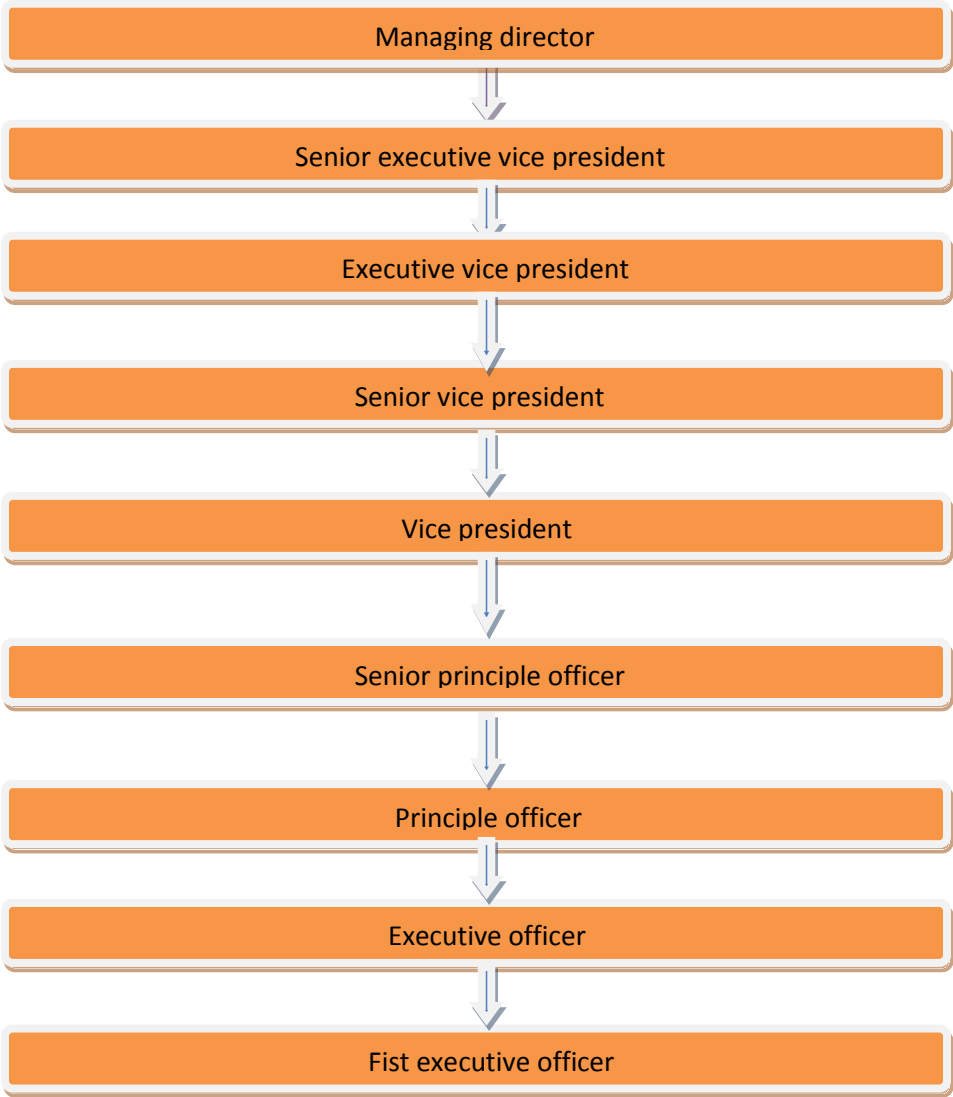 Managing director
Senior executive vice president
Executive vice president
Senior vice president
Vice president
Senior principle officer
Principle officer
Executive officer
Fist executive officer